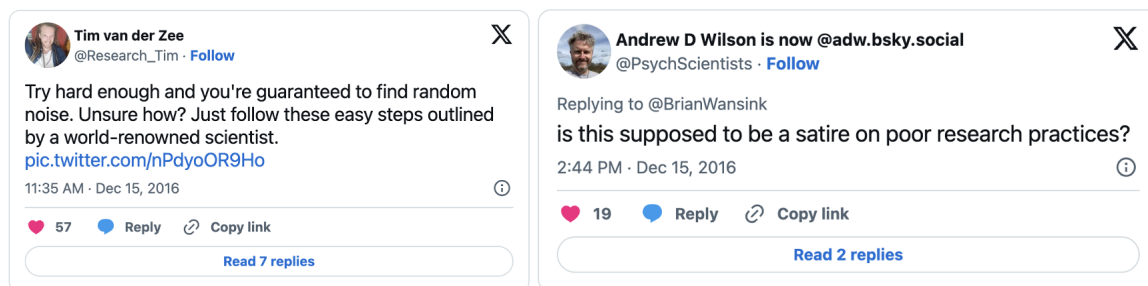 Tim van der Zee
@Research_Tim · Follow
Try hard enough and you're guaranteed to find random
noise. Unsure how? Just follow these easy steps outlined
by a world-renowned scientist.
pic.twitter.com/nPdyoOR9Ho
11:35 AM · Dec 15, 2016
57 Reply Copy link
Read 7 replies
Andrew D Wilson is now @adw.bsky.social
@PsychScientists · Follow
Replying to @BrianWansink
is this supposed to be a satire on poor research practices?
2:44 PM · Dec 15, 2016
19 Reply Copy link
Read 2 replies